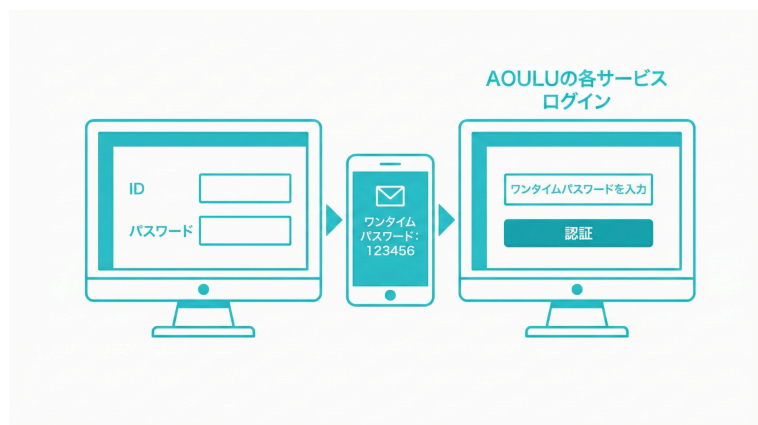 AOULUの各サービス
ログイン
ID
パスワード
ワンタイム
パスワード：
123456
ワンタイムパスワードを入力
認証